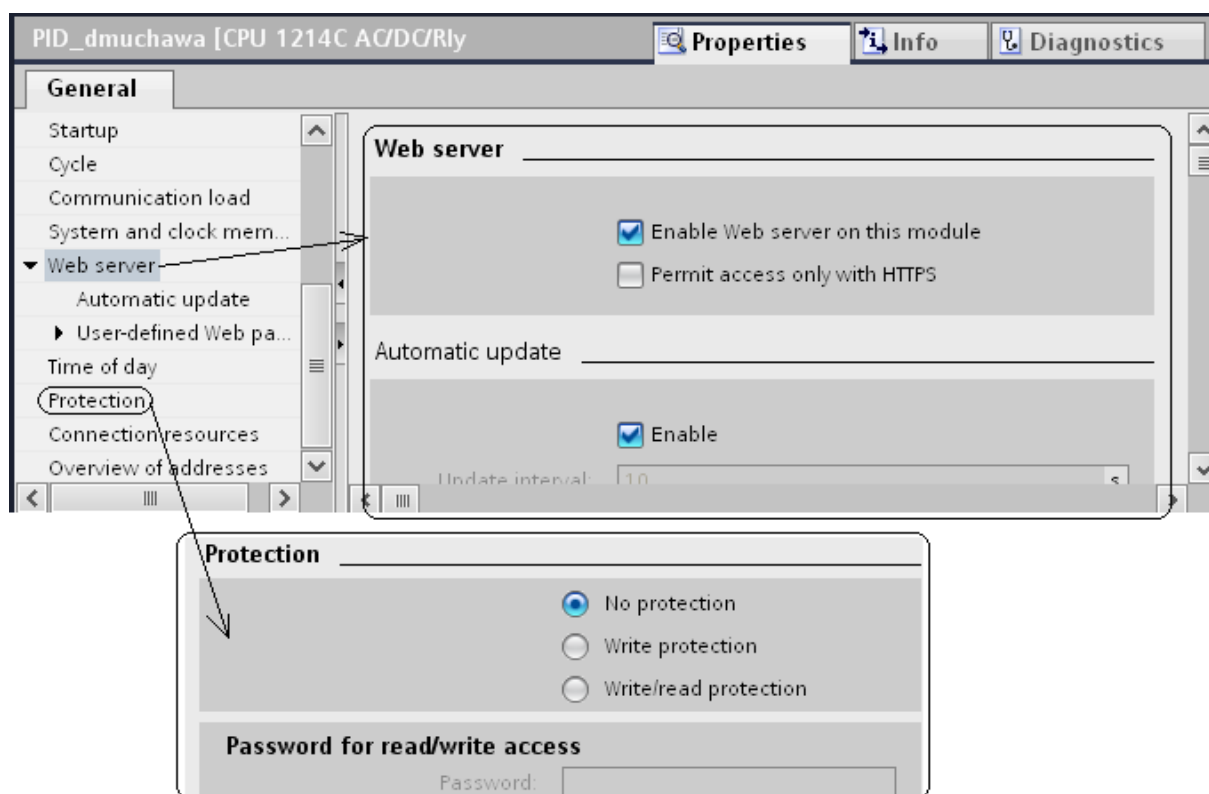 PID_dmuchawa [CPU 1214C AC/DC/Rly
Properties
Info
Diagnostics
General
Startup
Cycle
Communication load
System and clock mem...
Web server
Automatic update
User-defined Web pa...
Time of day
Protection
Connection resources
Overview of addresses
Web server
Enable Web server on this module
Permit access only with HTTPS
Automatic update
Enable
Update interval: 10 s
Protection
No protection
Write protection
Write/read protection
Password for read/write access
Password: